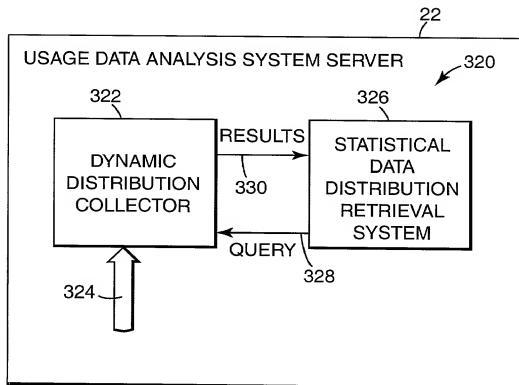 22
USAGE DATA ANALYSIS SYSTEM SERVER
320
322
326
DYNAMIC
DISTRIBUTION
COLLECTOR
RESULTS
330
STATISTICAL
DATA
DISTRIBUTION
RETRIEVAL
SYSTEM
QUERY
328
324